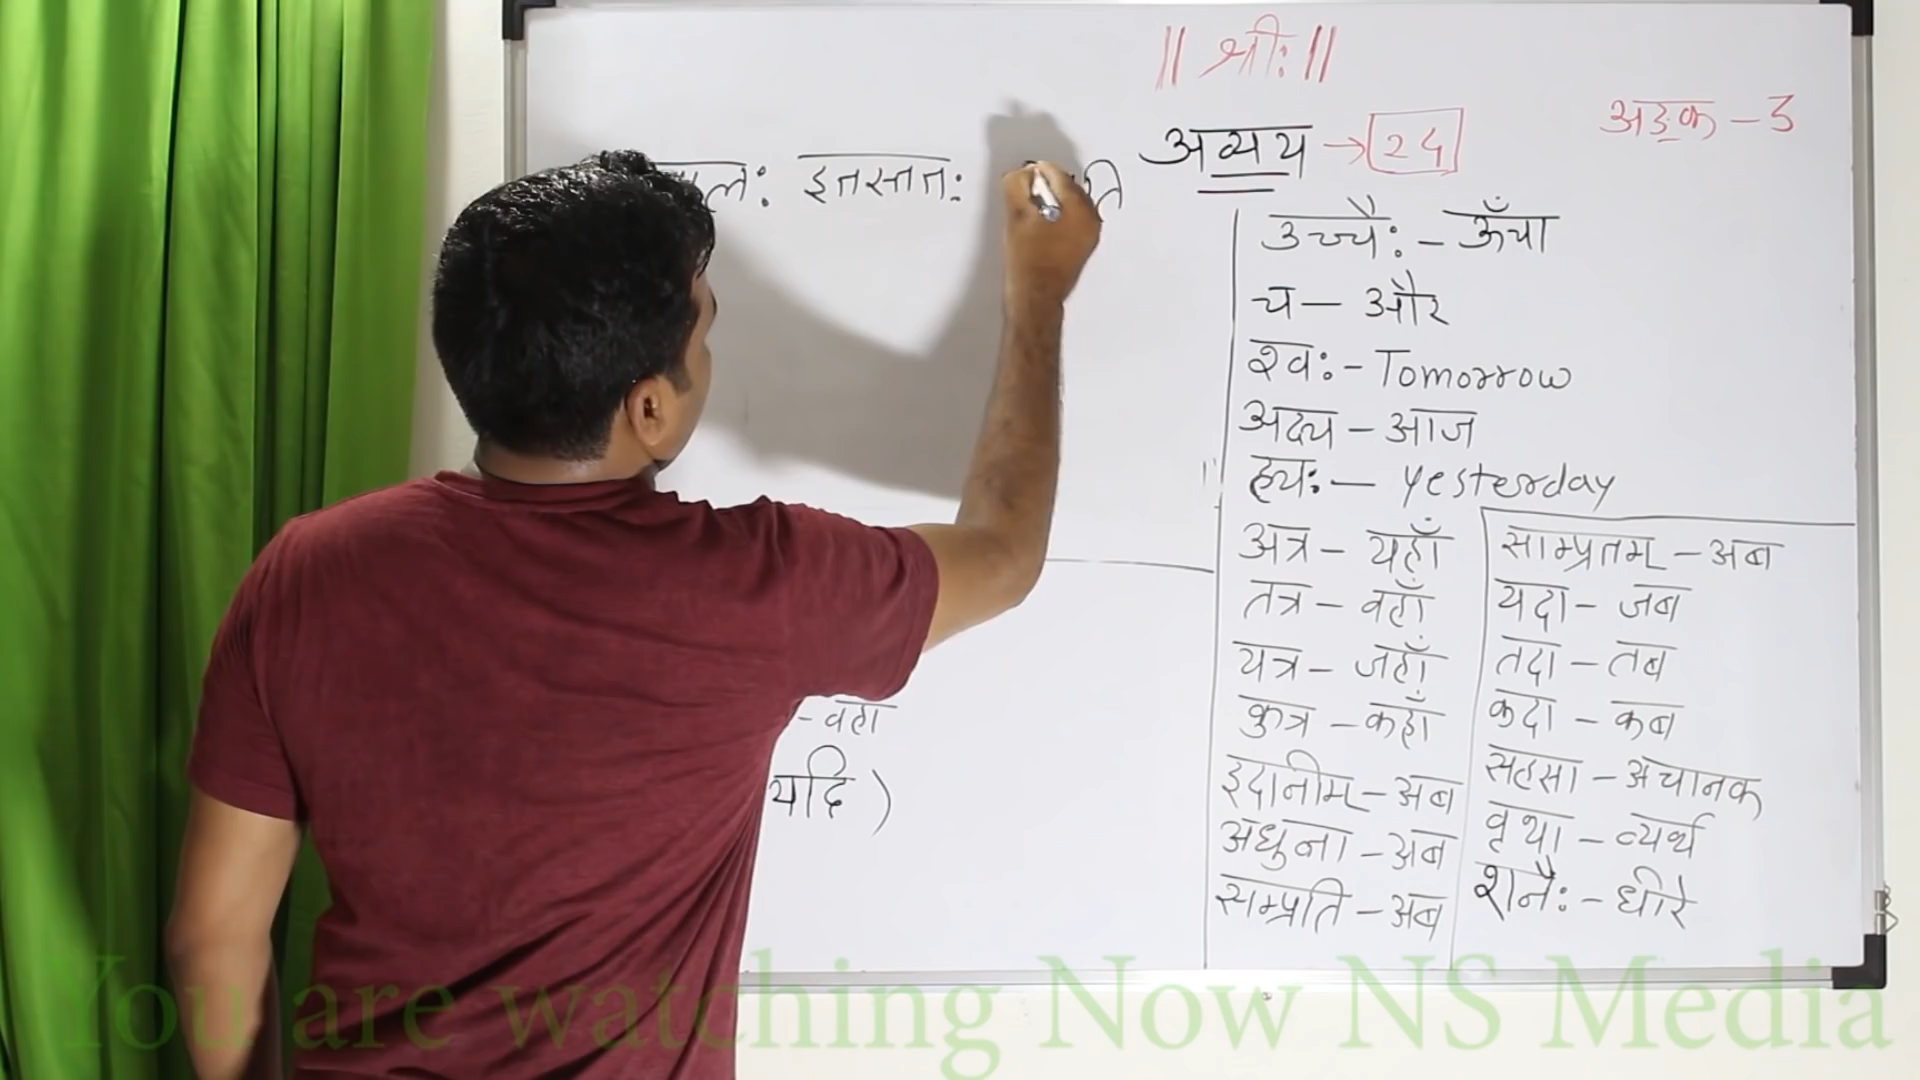 || श्रीः ||
अव्यय → 24
अङ्क - 3
इतस्ततः
उच्चैः - ऊँचा
च - और
श्वः - Tomorrow
अद्य - आज
ह्यः - yesterday
अत्र - यहाँ
तत्र - वहाँ
यत्र - जहाँ
कुत्र - कहाँ
इदानीम् - अब
अधुना - अब
सम्प्रति - अब
साम्प्रतम् - अब
यदा - जब
तदा - तब
कदा - कब
सहसा - अचानक
वृथा - व्यर्थ
शनैः - धीरे
- वहा
यदि )
You are watching Now NS Media